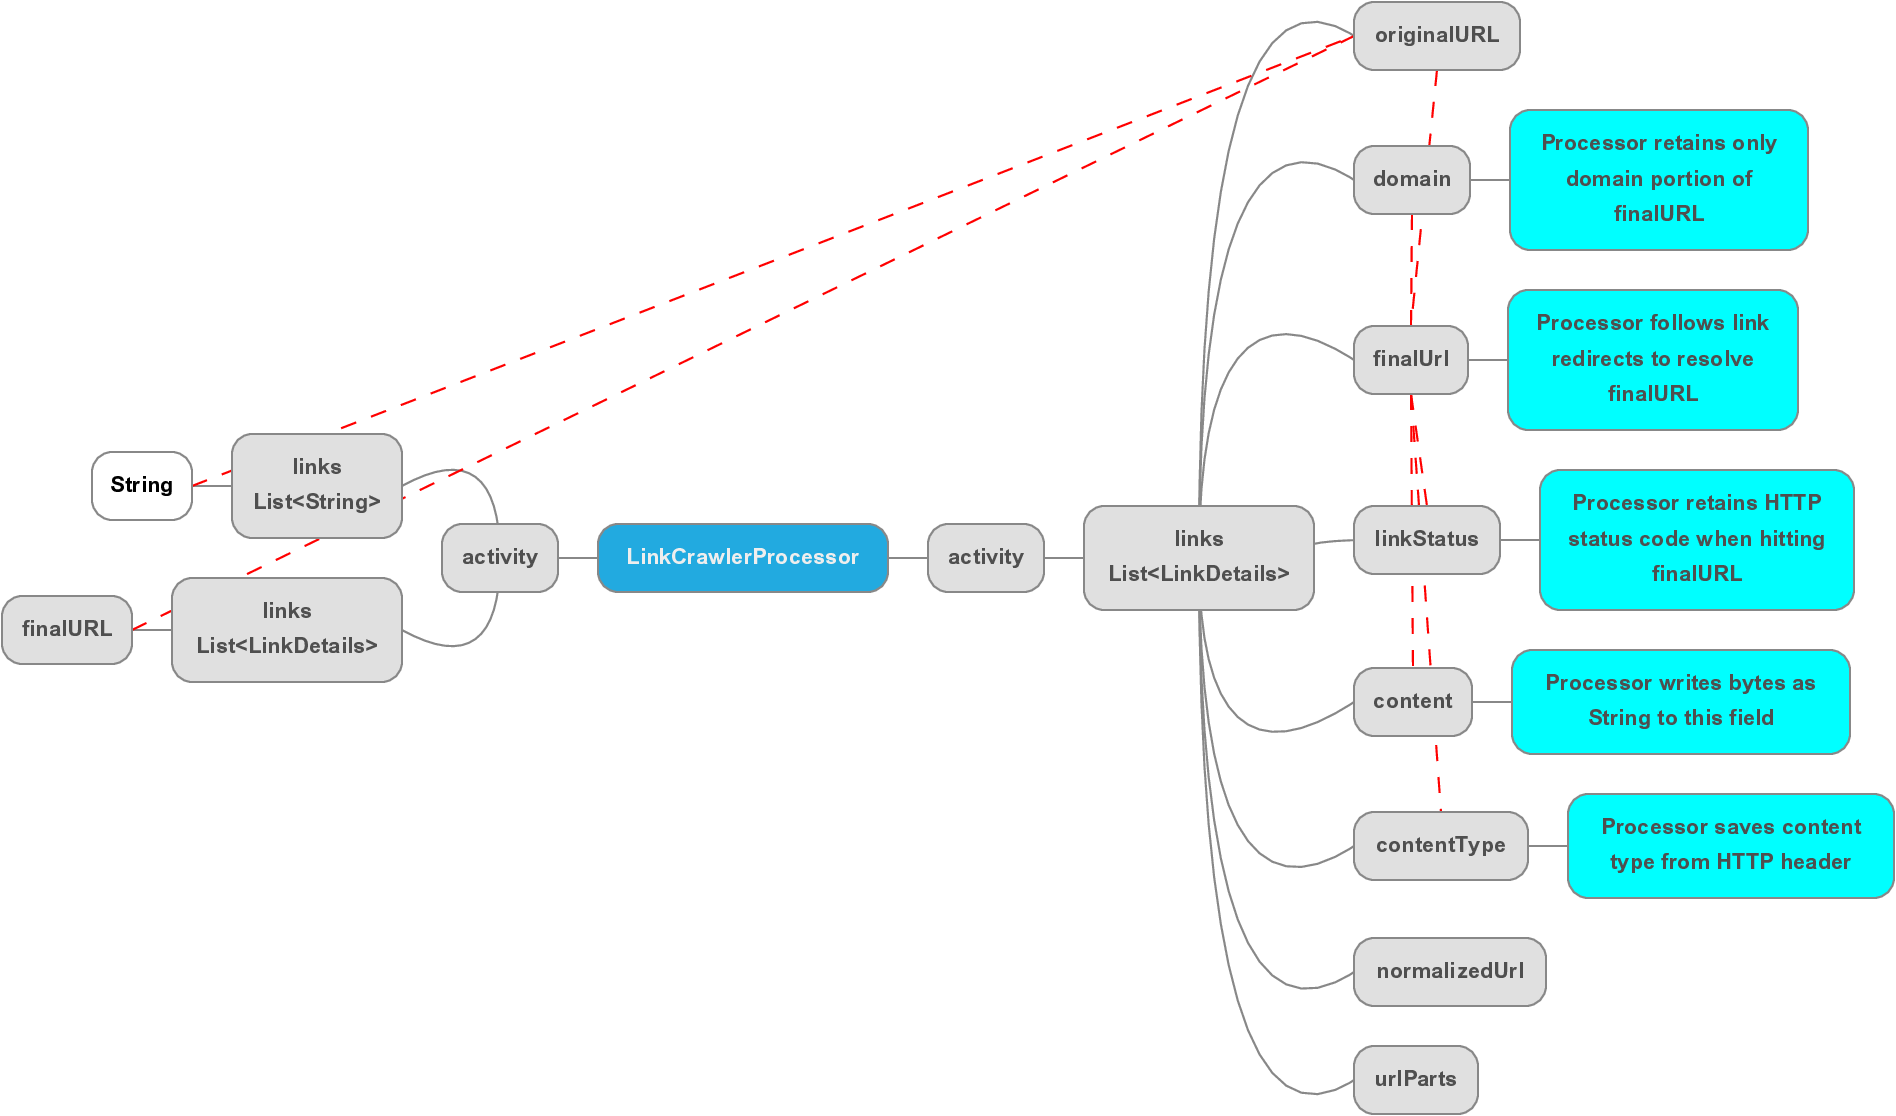 String
links
List<String>
finalURL
links
List<LinkDetails>
activity
LinkCrawlerProcessor
activity
links
List<LinkDetails>
originalURL
domain
Processor retains only
domain portion of
finalURL
finalUrl
Processor follows link
redirects to resolve
finalURL
linkStatus
Processor retains HTTP
status code when hitting
finalURL
content
Processor writes bytes as
String to this field
contentType
Processor saves content
type from HTTP header
normalizedUrl
urlParts